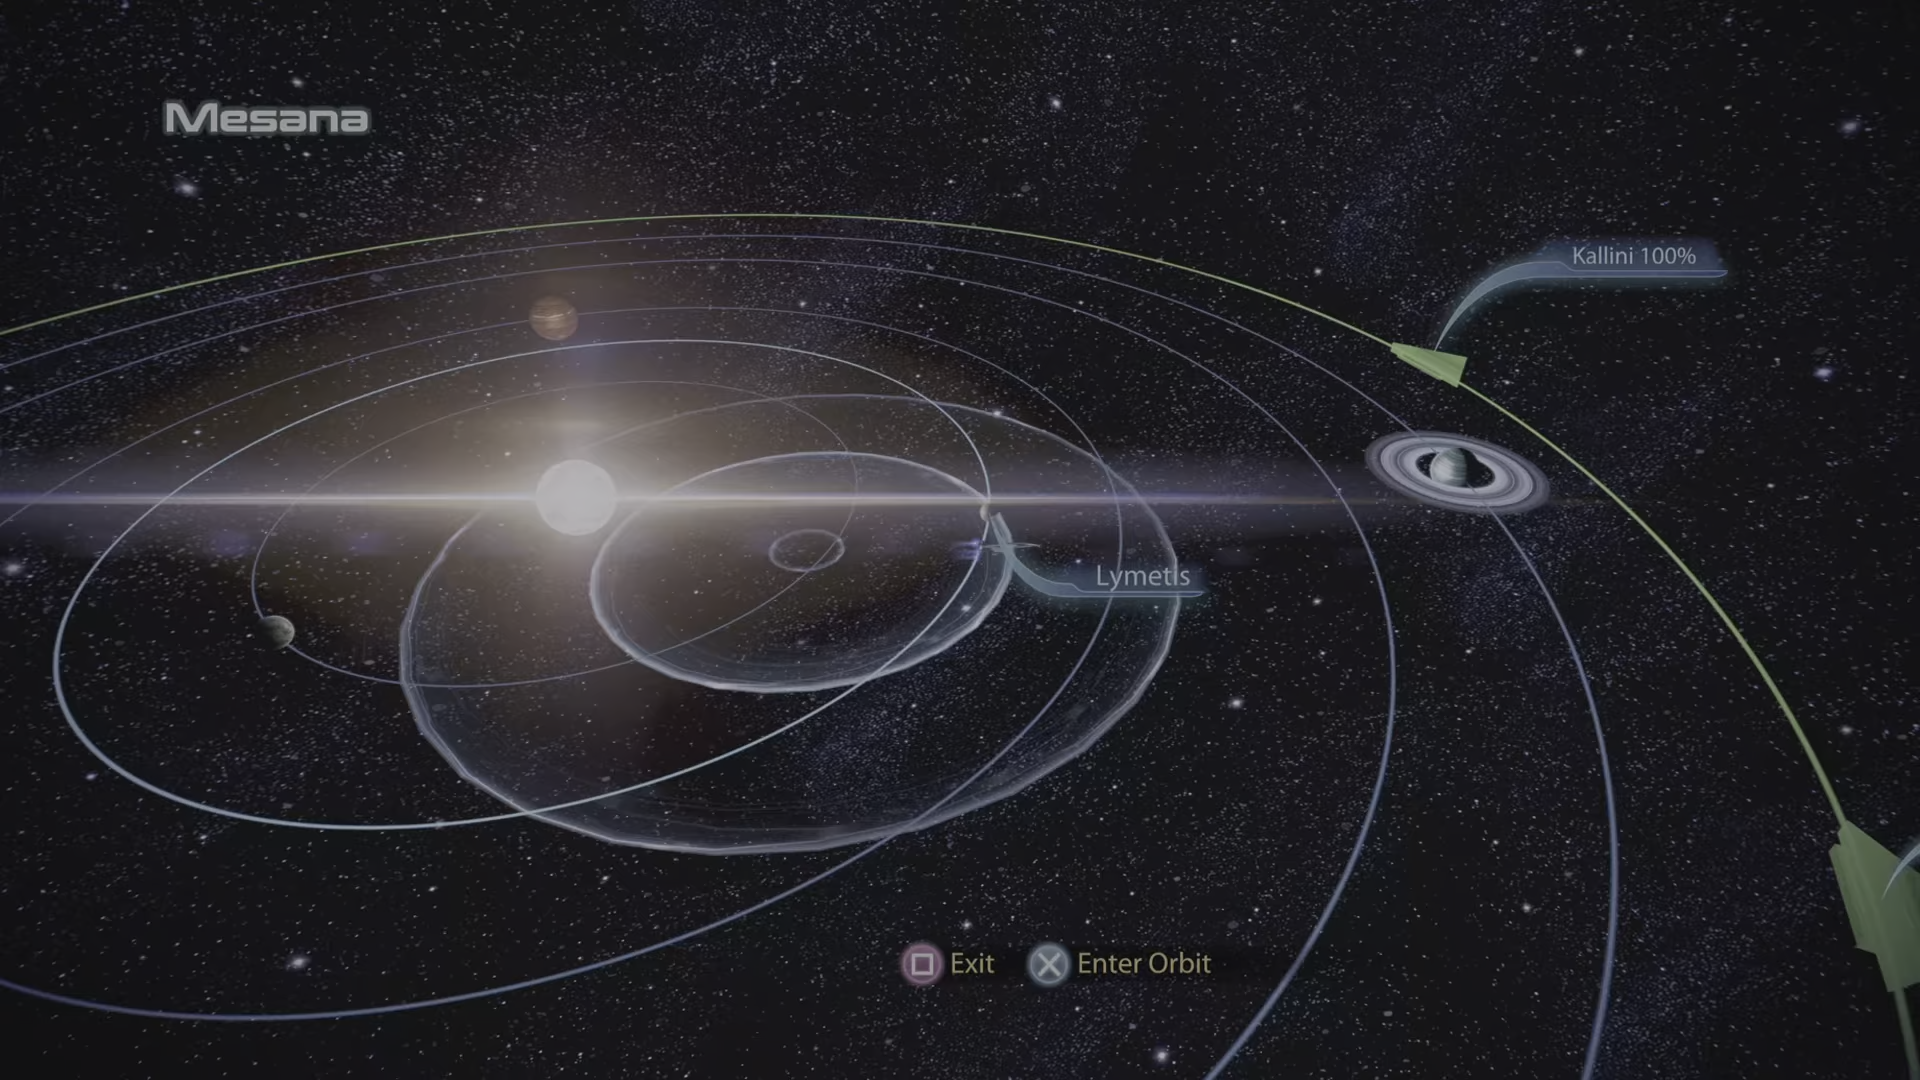 Mesana
Kallini 100%
Lymetis
Exit
Enter Orbit